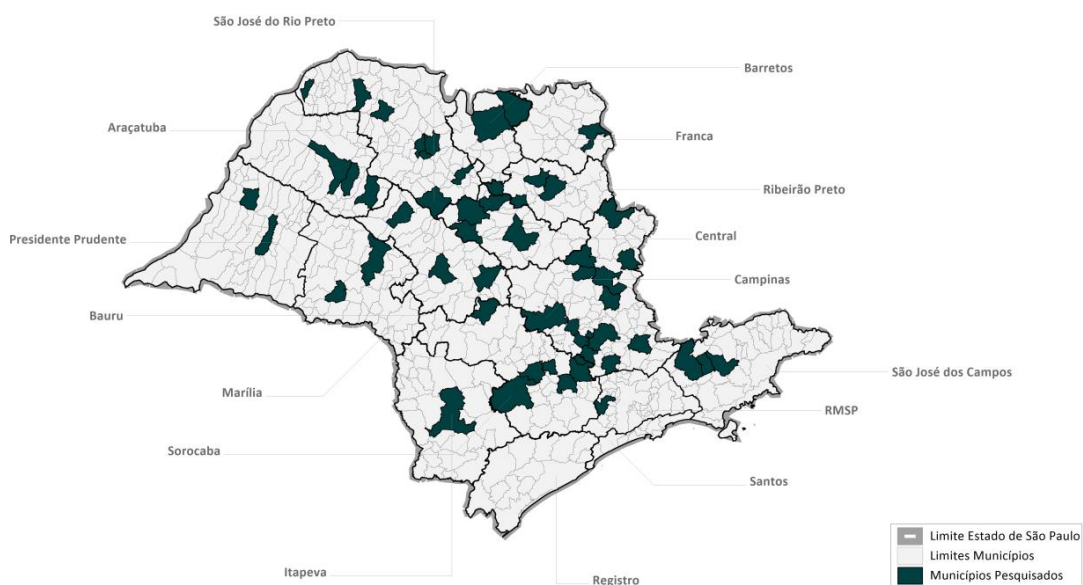 São José do Rio Preto
Barretos
Araçatuba
Franca
Ribeirão Preto
Presidente Prudente
Central
Campinas
Bauru
São José dos Campos
Marília
RMSP
Sorocaba
Santos
Itapeva
Registro
Limite Estado de São Paulo
Limites Municípios
Municípios Pesquisados